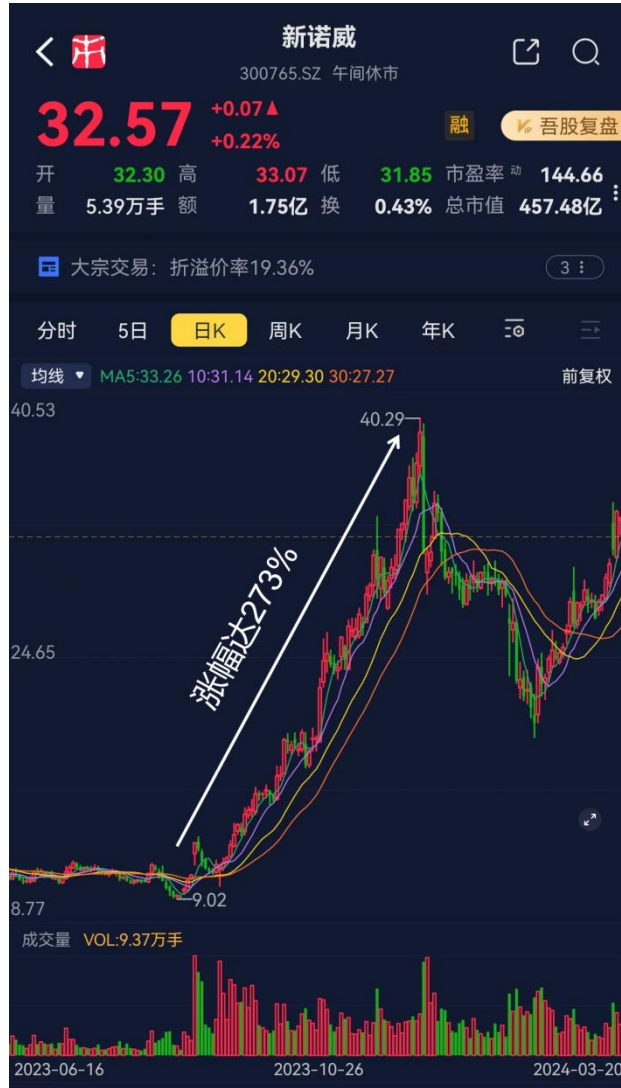 新诺威
300765.SZ 午间休市
32.57 +0.07▲
+0.22%
融 吾股复盘
开 32.30 高 33.07 低 31.85 市盈率 动 144.66
量 5.39万手 额 1.75亿 换 0.43% 总市值 457.48亿
大宗交易：折溢价率19.36% 3
分时 5日 日K 周K 月K 年K
均线 MA5:33.26 10:31.14 20:29.30 30:27.27 前复权
40.53
40.29
涨幅达273%
24.65
9.02
8.77
成交量 VOL:9.37万手
2023-06-16 2023-10-26 2024-03-20